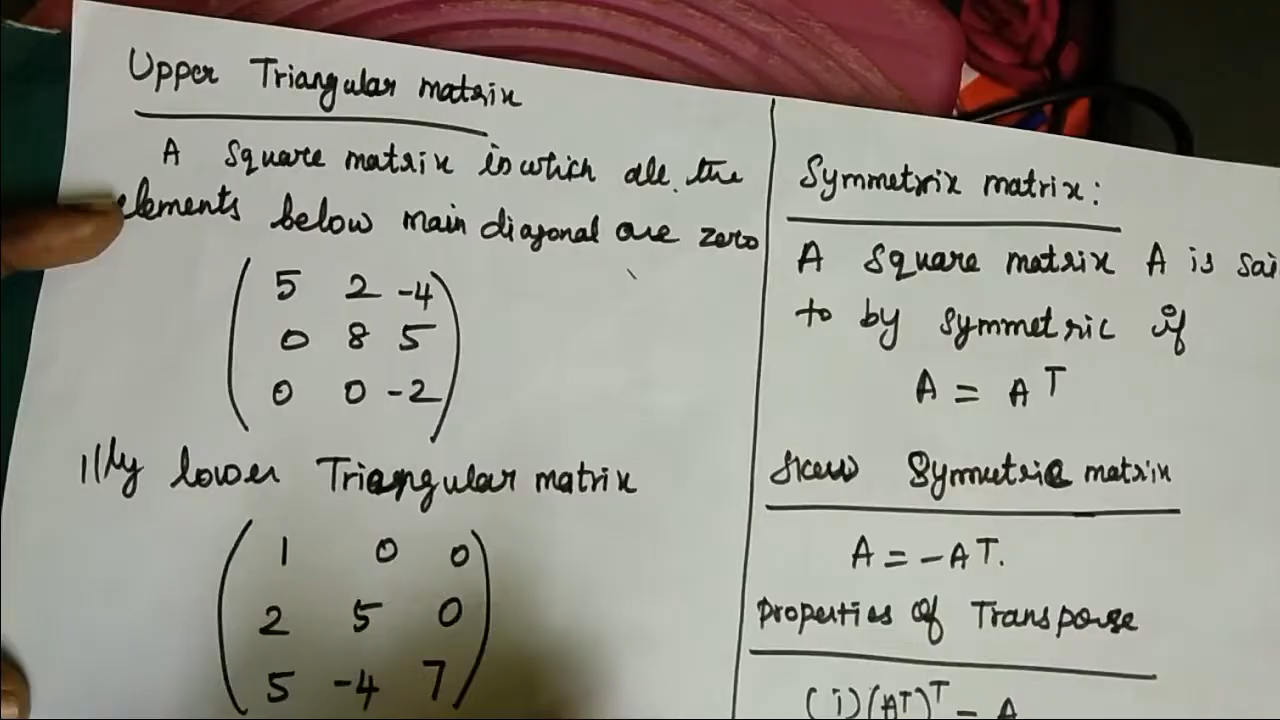 Upper Triangular matrix
A Square matrix in which all the
elements below main diagonal are zero
5 2 -4
0 8 5
0 0 -2
111ly lower Triangular matrix
1 0 0
2 5 0
5 -4 7
Symmetrix matrix:
A Square matrix A is sai
to by symmetric if
A = A^T
Skew Symmetric matrix
A = -A^T.
Properties of Transpose
(i) (A^T)^T = A